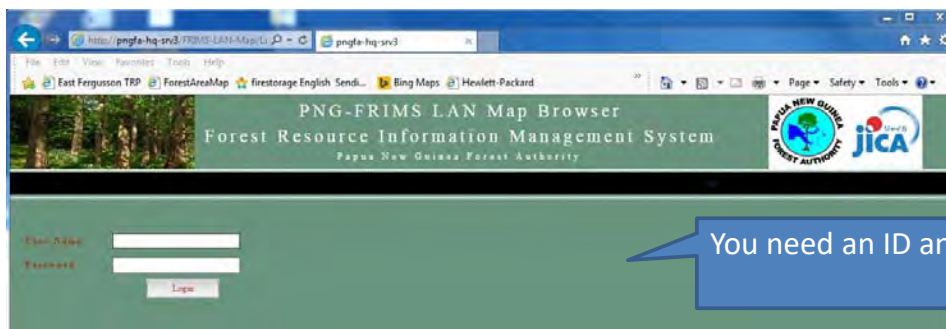 http://pngfa-hq-srv3/FRIMS-LAN-Map/Lo
pngfa-hq-srv3
File Edit View Favorites Tools Help
East Fergusson TRP ForestAreaMap firestorage English Sendi... Bing Maps Hewlett-Packard Page Safety Tools
PNG-FRIMS LAN Map Browser
Forest Resource Information Management System
Papua New Guinea Forest Authority
PAPUA NEW GUINEA
FOREST AUTHORITY
JICA
User Name
Password
Login
You need an ID an